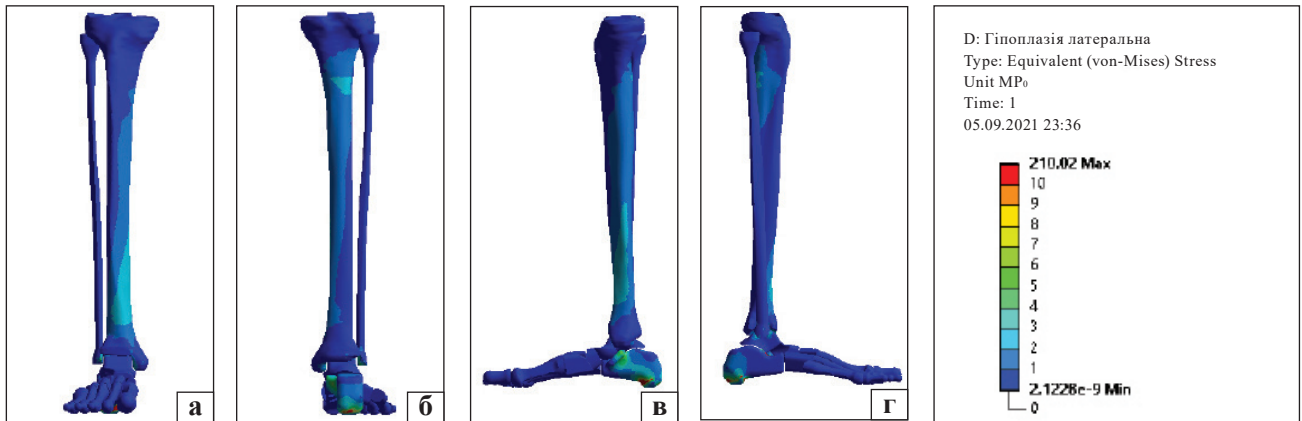 а
б
в
г
D: Гіпоплазія латеральна
Type: Equivalent (von-Mises) Stress
Unit MP₀
Time: 1
05.09.2021 23:36
210.02 Max
10
9
8
7
6
5
4
3
2
1
2.1228e-9 Min
0